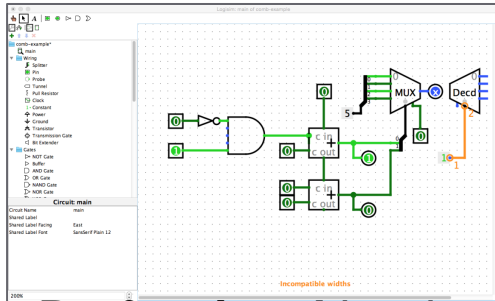 Logisim: main of comb-example
A
comb-example*
main
Wiring
Splitter
Pin
Probe
Tunnel
Pull Resistor
Clock
Constant
Power
Ground
Transistor
Transmission Gate
Bit Extender
Gates
NOT Gate
Buffer
AND Gate
OR Gate
NAND Gate
NOR Gate
Circuit: main
Circuit Name main
Shared Label
Shared Label Facing East
Shared Label Font SansSerif Plain 12
200%
0
MUX
x
0
Decd
2
5
0
0
1
1
c in
+
c out
0
0
1
1
0
0
c in
+
c out
0
Incompatible widths